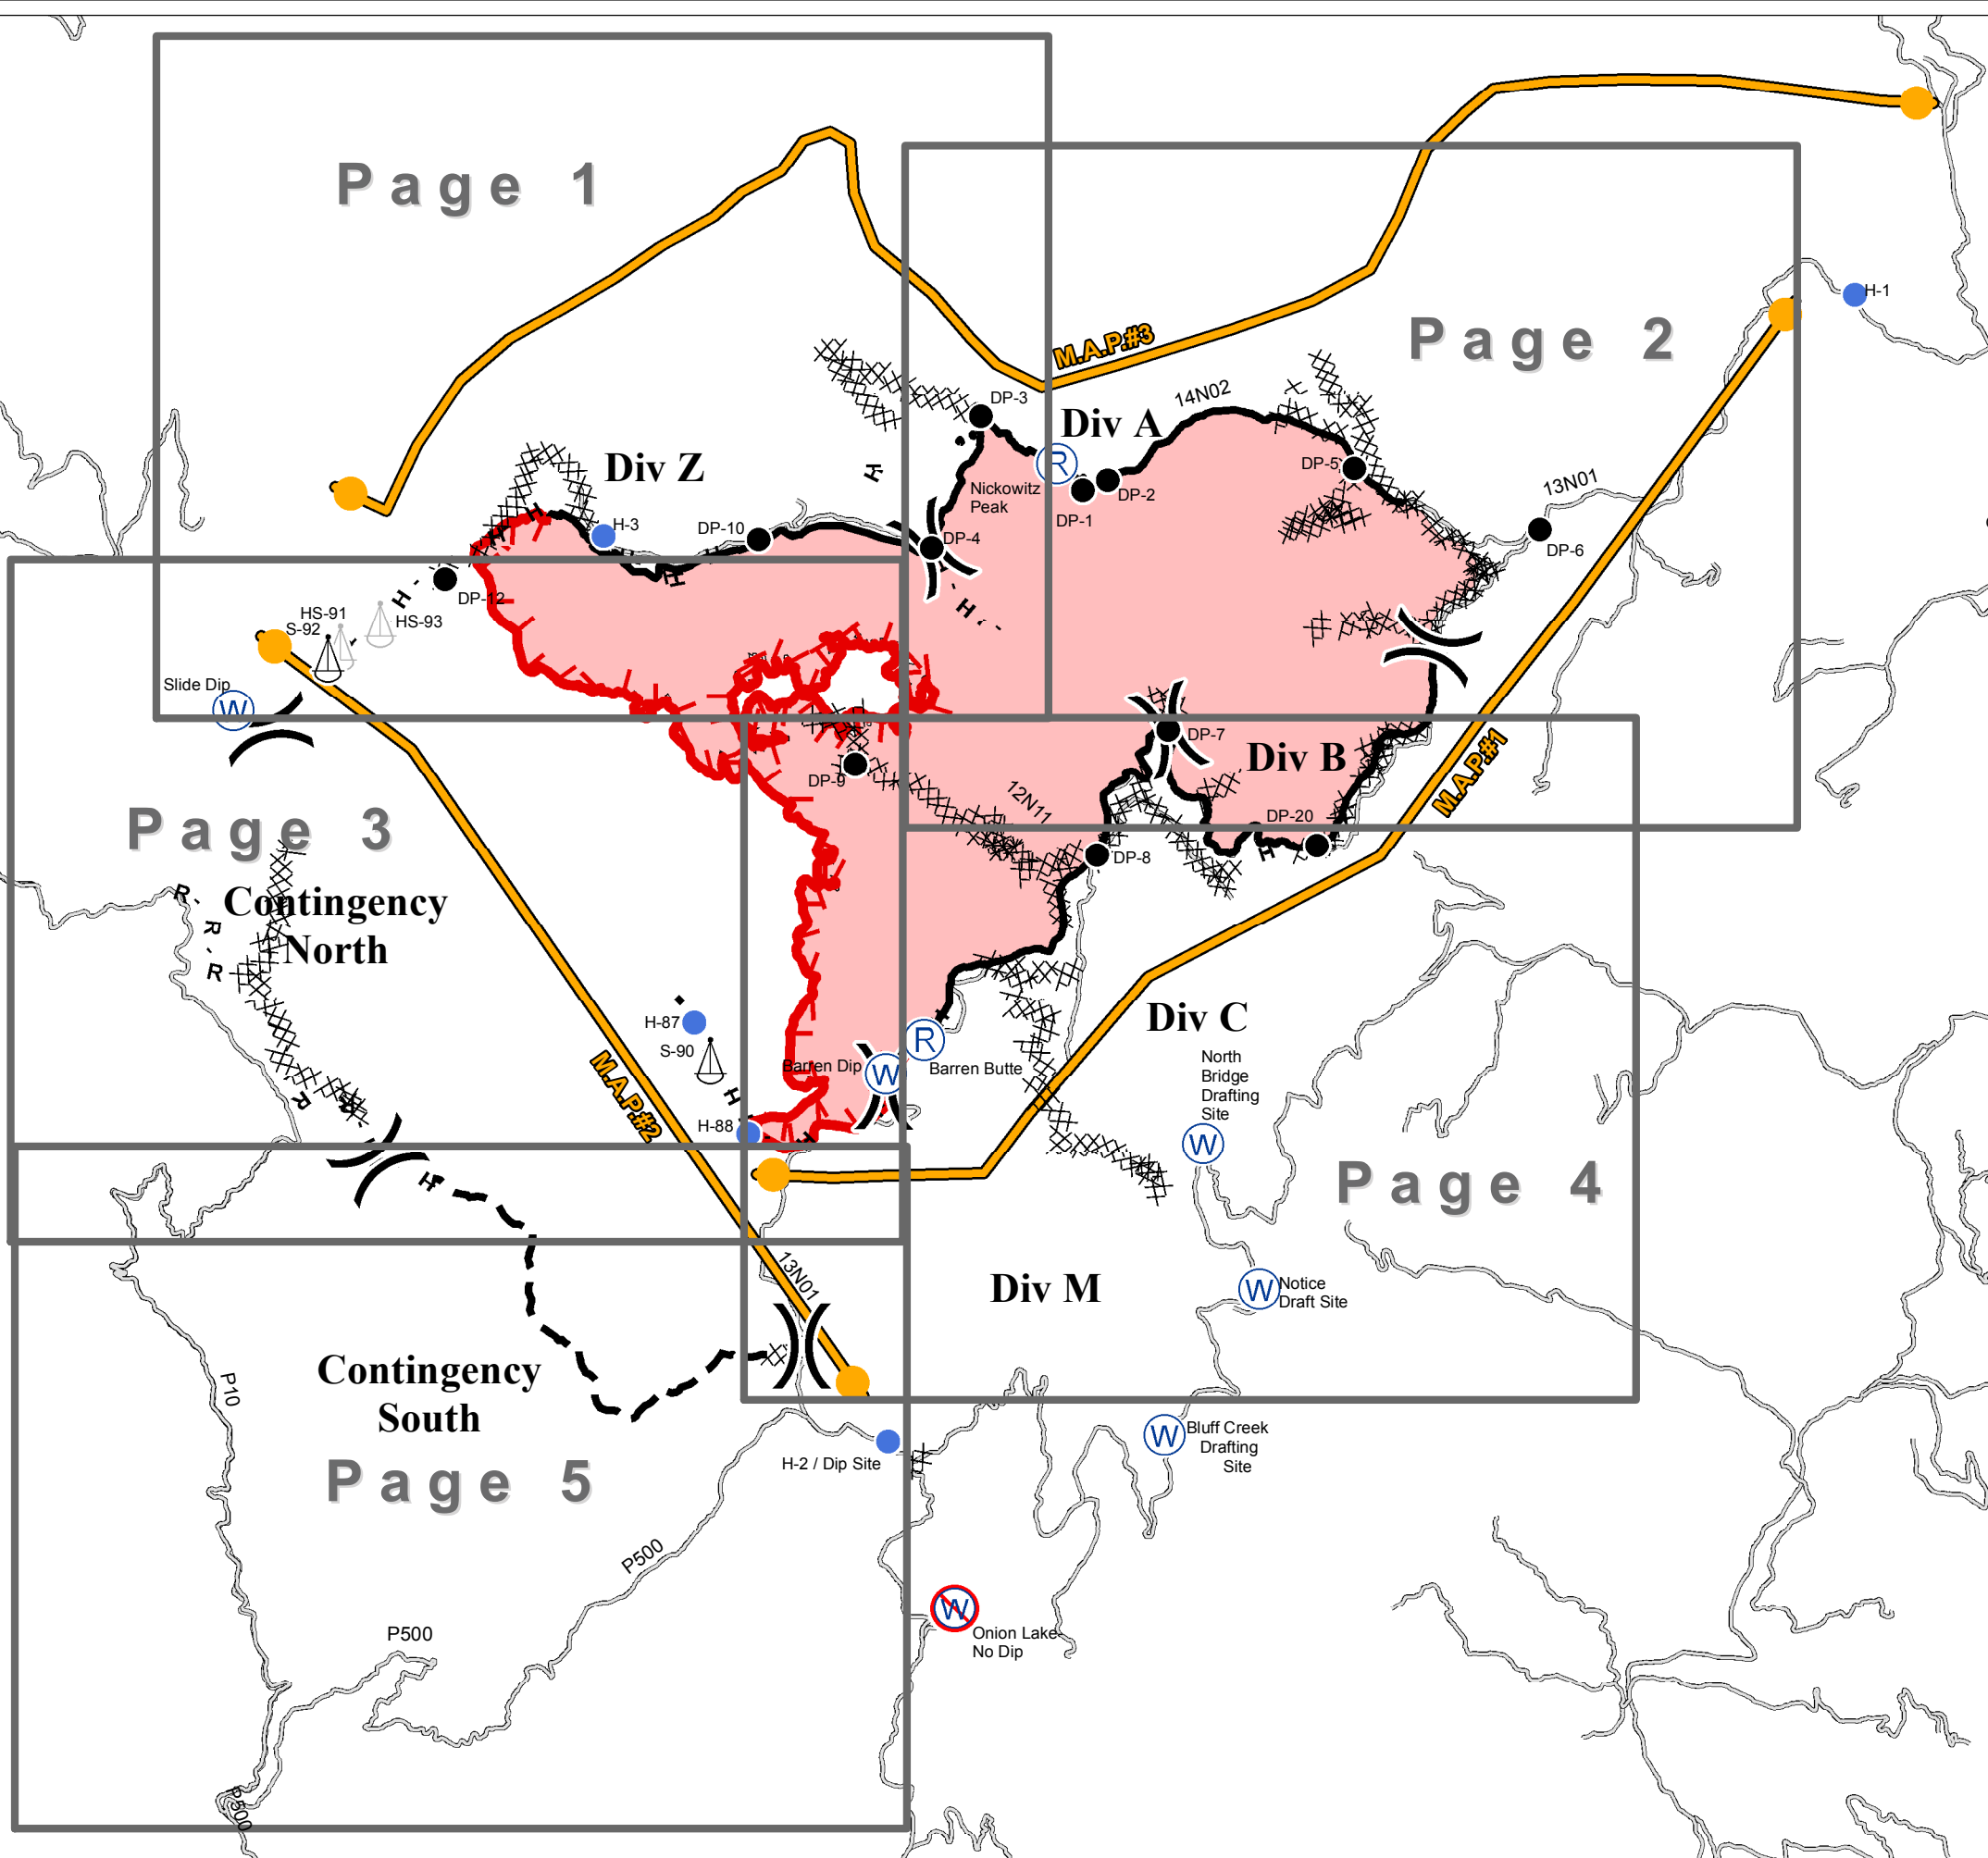 Page 1
M.A.P.#3
Page 2
H-1
DP-3
Div A
14N02
Div Z
R
DP-5
13N01
H
Nickowitz
Peak
DP-2
DP-1
H-3
DP-10
DP-4
DP-6
H
H
H
H
H
H
DP-12
HS-91
HS-93
S-92
Slide Dip
W
DP-7
Div B
M.A.P.#1
DP-9
12N11
DP-20
H
DP-8
Page 3
Contingency
North
R
R
R
H-87
S-90
Div C
M.A.P.#2
Barren Dip
W
R
Barren Butte
North
Bridge
Drafting
Site
W
H
R
R
H-88
H
H
Page 4
13N01
Div M
W
Notice
Draft Site
P10
Contingency
South
Page 5
H-2 / Dip Site
W
Bluff Creek
Drafting
Site
P500
P500
W
Onion Lake-
No Dip
P500